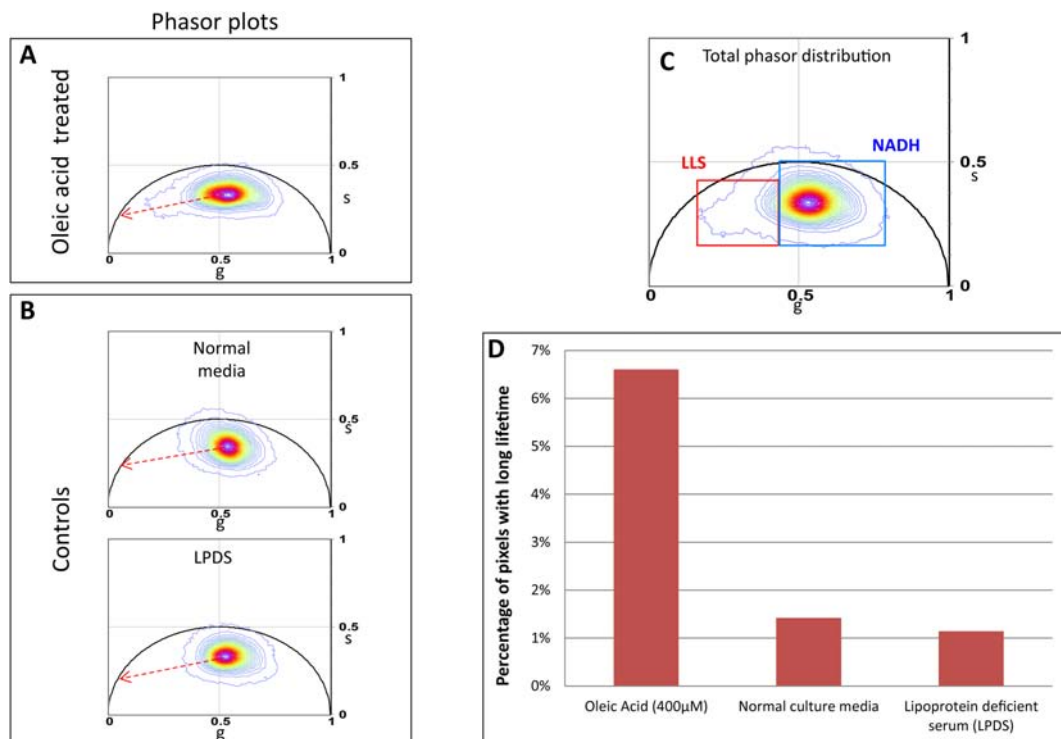 Phasor plots
A
Oleic acid treated
1
0.5
s
0
0
0.5
1
g
B
Controls
Normal
media
1
0.5
s
0
0
0.5
1
g
LPDS
1
0.5
s
0
0
0.5
1
g
C
Total phasor distribution
1
LLS
NADH
0.5
s
0
0
0.5
1
g
D
Percentage of pixels with long lifetime
7%
6%
5%
4%
3%
2%
1%
0%
Oleic Acid (400µM)
Normal culture media
Lipoprotein deficient
serum (LPDS)